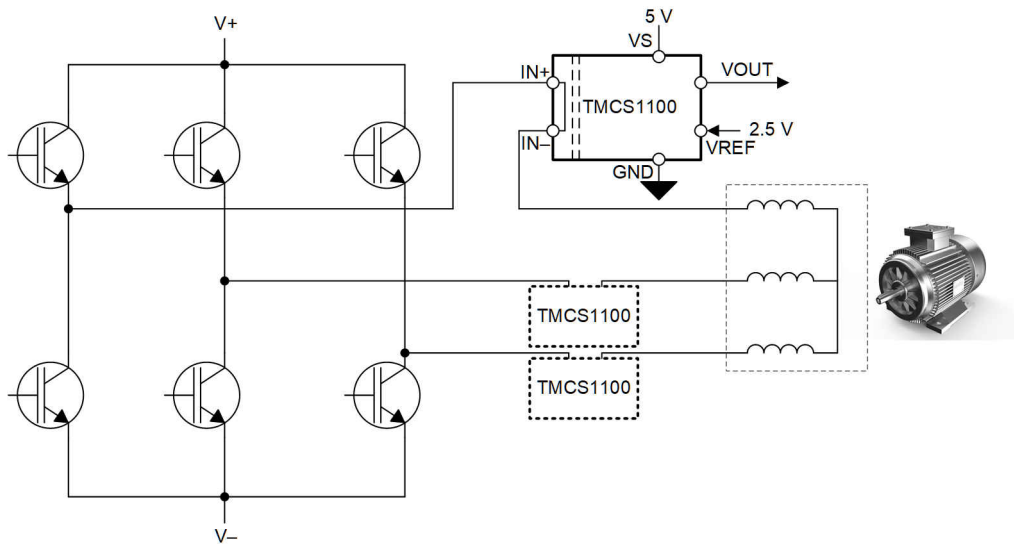 V+
5 V
VS
IN+
VOUT
TMCS1100
2.5 V
IN–
VREF
GND
TMCS1100
TMCS1100
V–